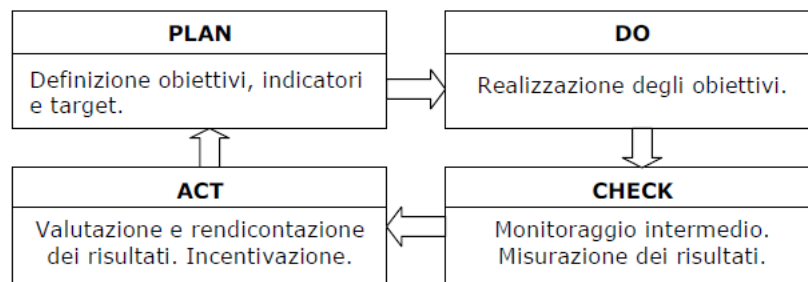 PLAN
Definizione obiettivi, indicatori
e target.
DO
Realizzazione degli obiettivi.
ACT
Valutazione e rendicontazione
dei risultati. Incentivazione.
CHECK
Monitoraggio intermedio.
Misurazione dei risultati.